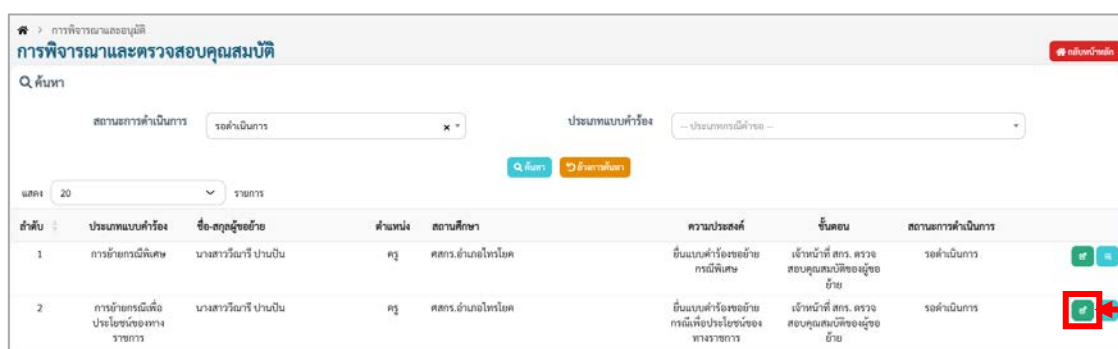 การพิจารณาและอนุมัติ
การพิจารณาและตรวจสอบคุณสมบัติ
กลับหน้าหลัก
ค้นหา
สถานะการดำเนินการ รอดำเนินการ × ประเภทแบบคำร้อง -- ประเภทกรณีคำขอ --
ค้นหา ล้างการค้นหา
แสดง 20 รายการ
ลำดับ ประเภทแบบคำร้อง ชื่อ-สกุลผู้ขอย้าย ตำแหน่ง สถานศึกษา ความประสงค์ ขั้นตอน สถานะการดำเนินการ
1 การย้ายกรณีพิเศษ นางสาววีณารี ปานปัน ครู ศสกร.อำเภอไทรโยค ยื่นแบบคำร้องขอย้าย เจ้าหน้าที่ สกร. ตรวจ รอดำเนินการ
กรณีพิเศษ สอบคุณสมบัติของผู้ขอ
ย้าย
2 การย้ายกรณีเพื่อ นางสาววีณารี ปานปัน ครู ศสกร.อำเภอไทรโยค ยื่นแบบคำร้องขอย้าย เจ้าหน้าที่ สกร. ตรวจ รอดำเนินการ
ประโยชน์ของทาง กรณีเพื่อประโยชน์ของ สอบคุณสมบัติของผู้ขอ
ราชการ ทางราชการ ย้าย